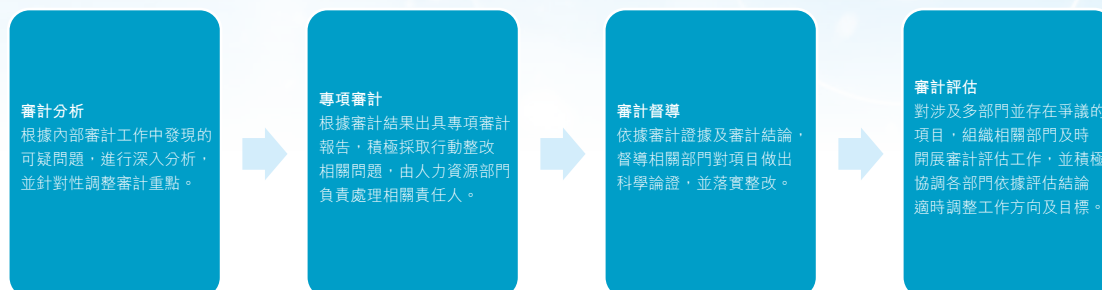 審計分析
根據內部審計工作中發現的
可疑問題，進行深入分析，
並針對性調整審計重點。
專項審計
根據審計結果出具專項審計
報告，積極採取行動整改
相關問題，由人力資源部門
負責處理相關責任人。
審計督導
依據審計證據及審計結論，
督導相關部門對項目做出
科學論證，並落實整改。
審計評估
對涉及多部門並存在爭議的
項目，組織相關部門及時
開展審計評估工作，並積極
協調各部門依據評估結論
適時調整工作方向及目標。